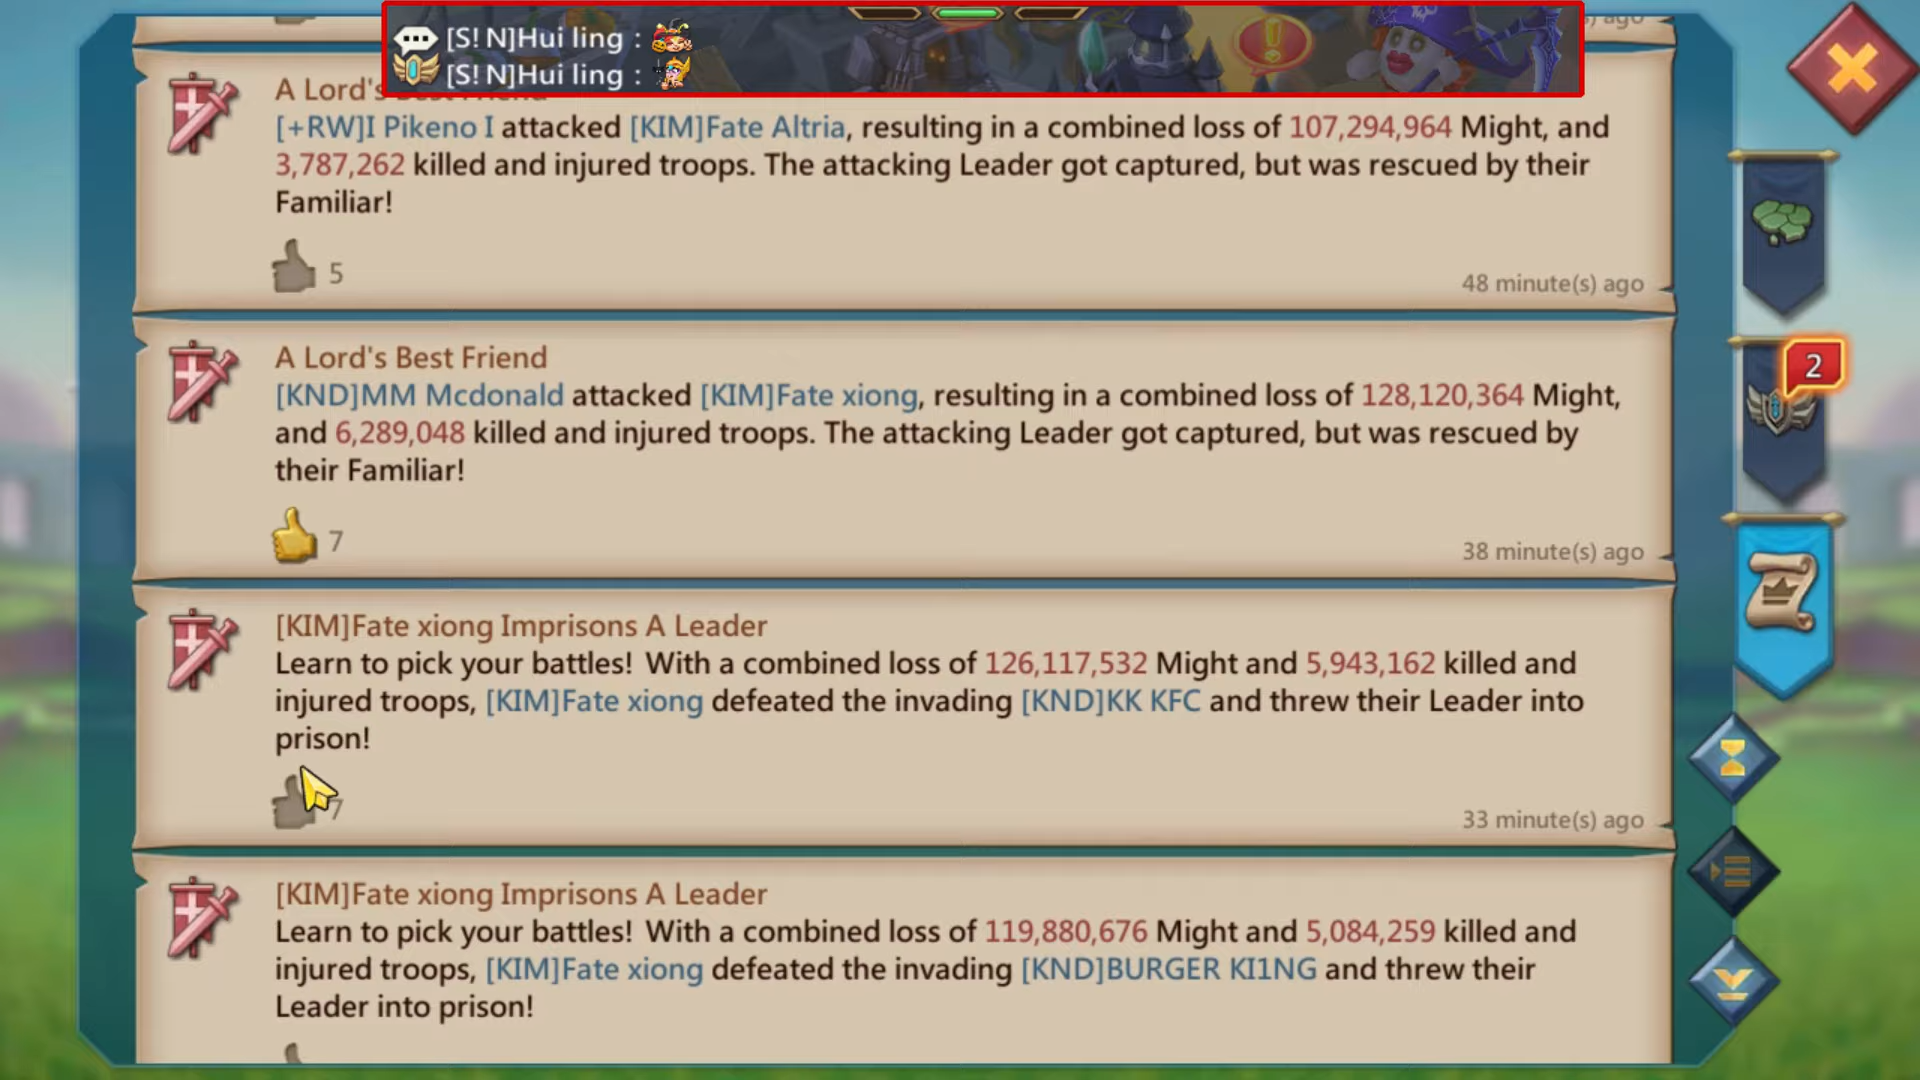 [S! N]Hui ling :
[S! N]Hui ling :
A Lord's Best Friend
[+RW]I Pikeno I attacked [KIM]Fate Altria, resulting in a combined loss of 107,294,964 Might, and
3,787,262 killed and injured troops. The attacking Leader got captured, but was rescued by their
Familiar!
5
48 minute(s) ago
A Lord's Best Friend
[KND]MM Mcdonald attacked [KIM]Fate xiong, resulting in a combined loss of 128,120,364 Might,
and 6,289,048 killed and injured troops. The attacking Leader got captured, but was rescued by
their Familiar!
7
38 minute(s) ago
2
[KIM]Fate xiong Imprisons A Leader
Learn to pick your battles! With a combined loss of 126,117,532 Might and 5,943,162 killed and
injured troops, [KIM]Fate xiong defeated the invading [KND]KK KFC and threw their Leader into
prison!
7
33 minute(s) ago
[KIM]Fate xiong Imprisons A Leader
Learn to pick your battles! With a combined loss of 119,880,676 Might and 5,084,259 killed and
injured troops, [KIM]Fate xiong defeated the invading [KND]BURGER KI1NG and threw their
Leader into prison!